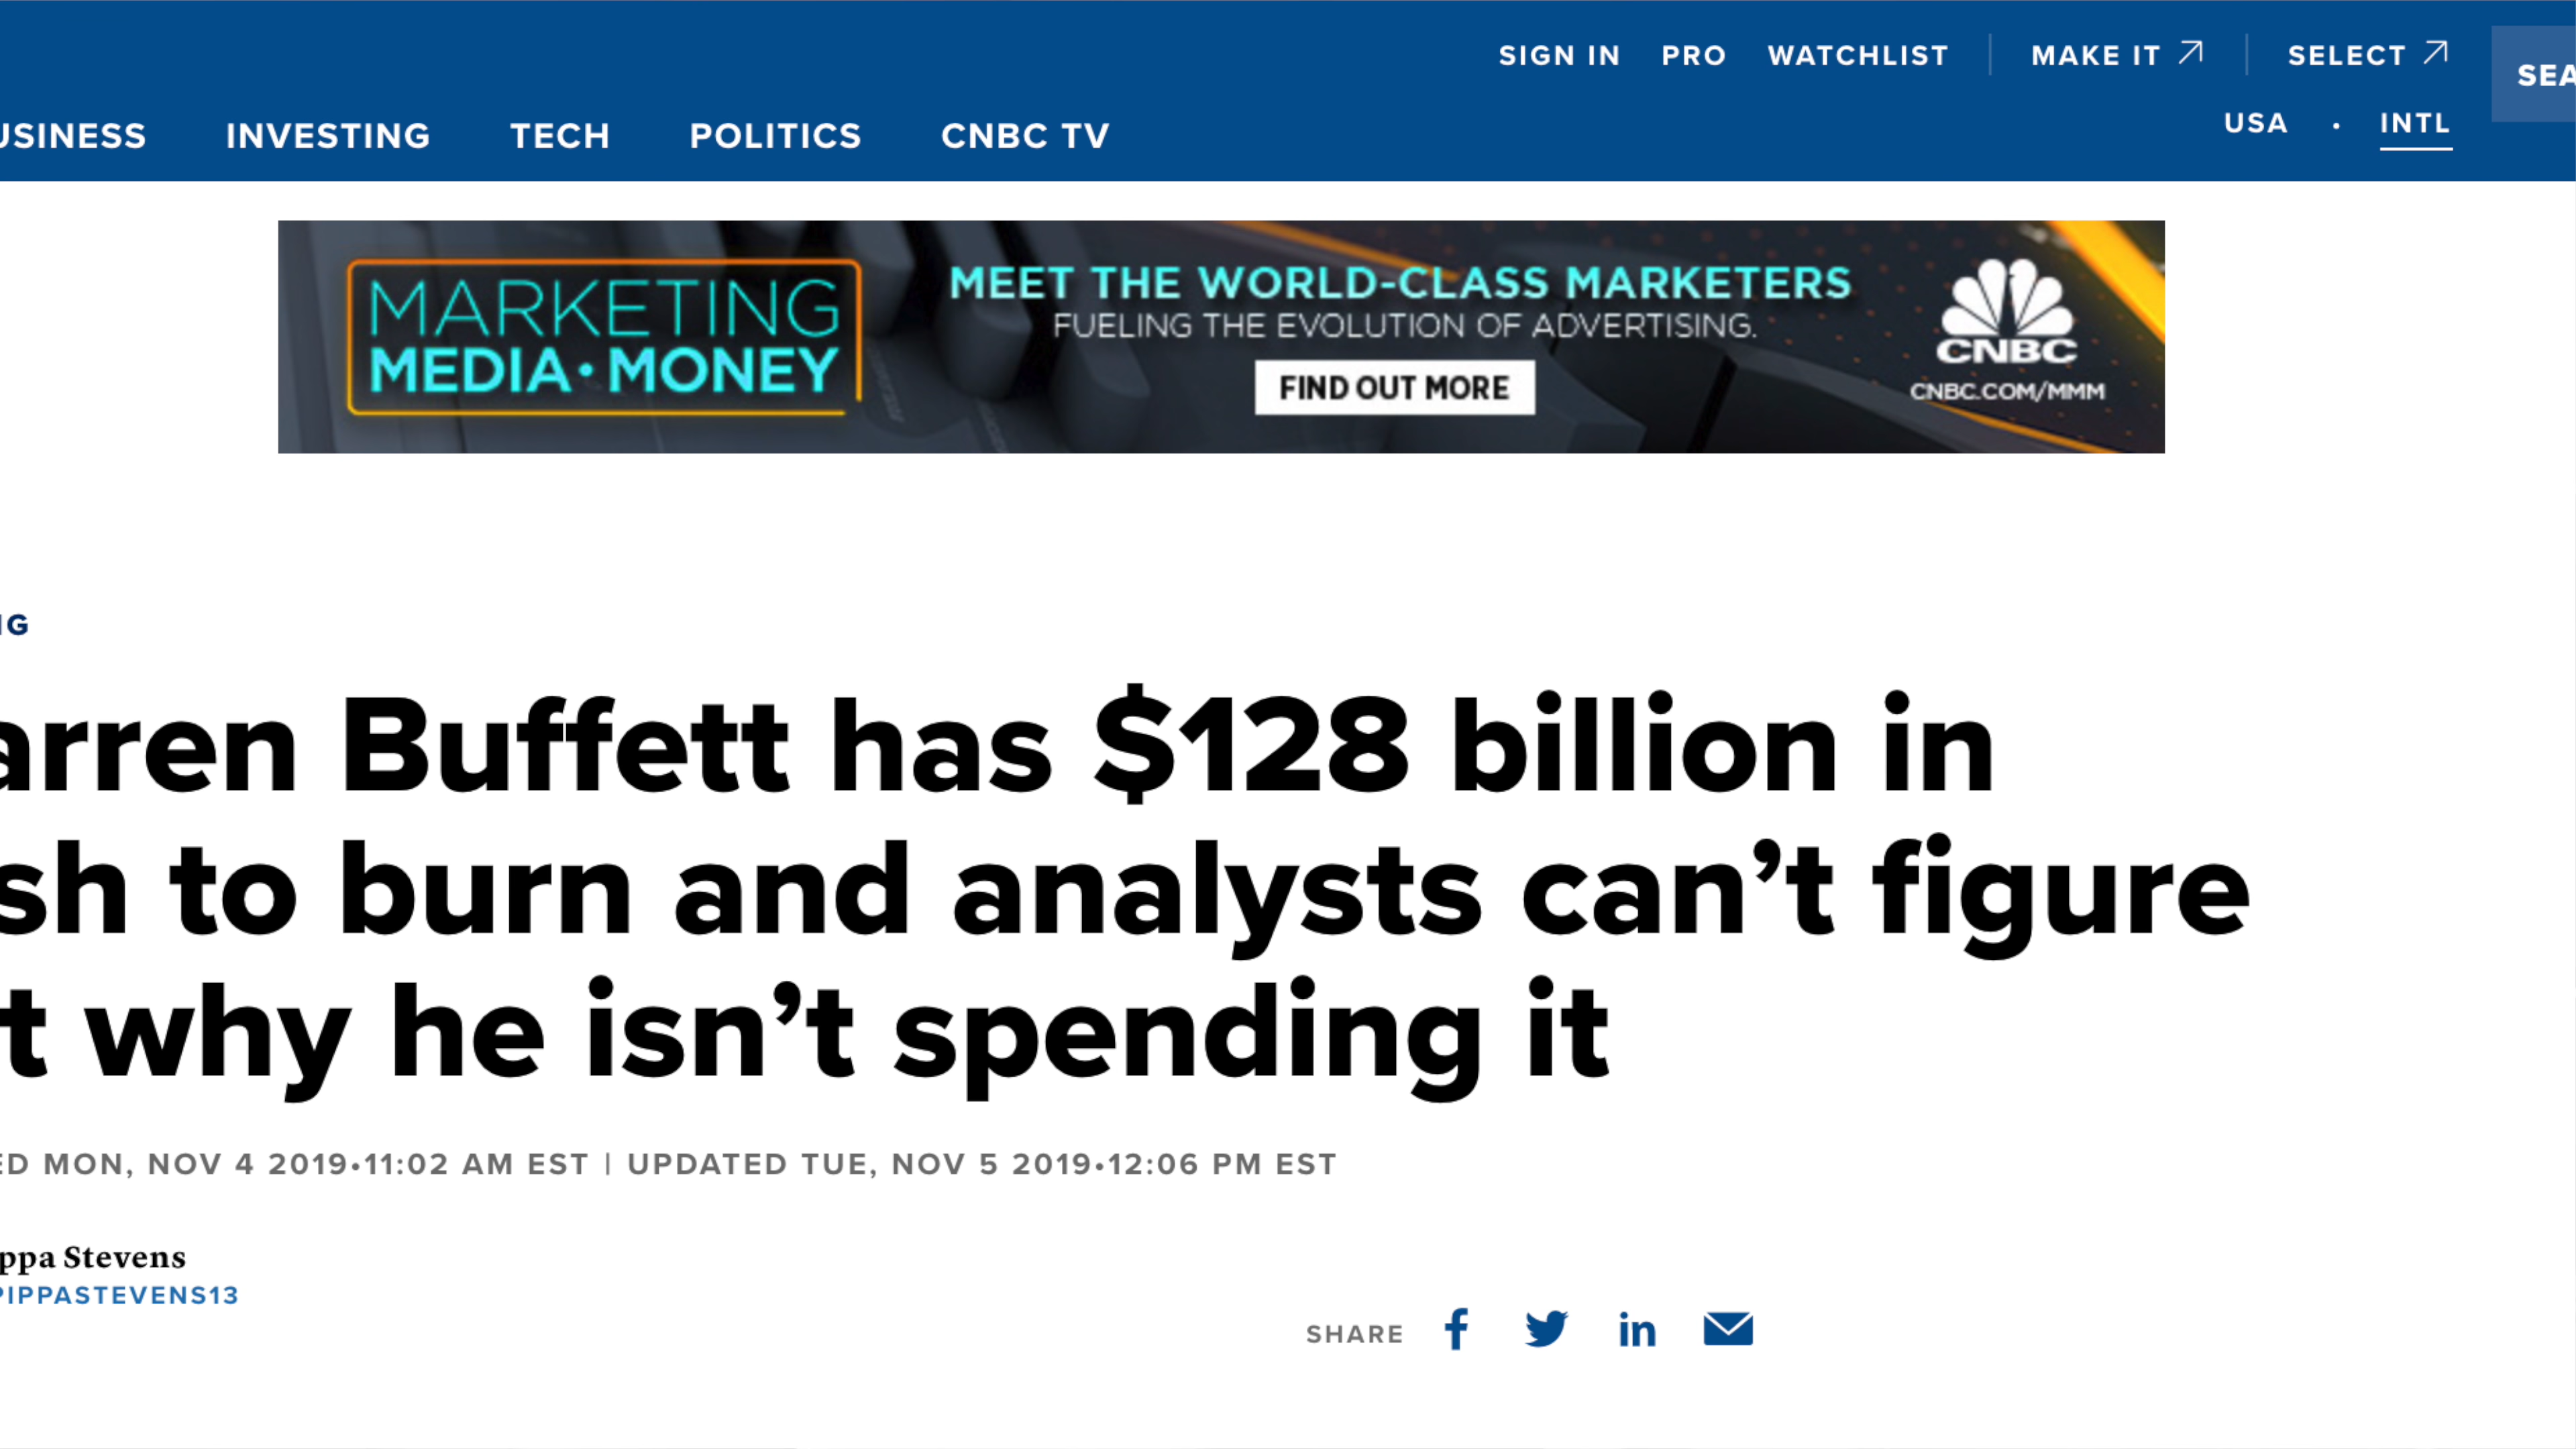 SIGN IN PRO WATCHLIST MAKE IT SELECT
SEA
USINESS INVESTING TECH POLITICS CNBC TV
USA • INTL
MARKETING
MEDIA • MONEY
MEET THE WORLD-CLASS MARKETERS
FUELING THE EVOLUTION OF ADVERTISING.
FIND OUT MORE
CNBC
CNBC.COM/MMM
NG
arren Buffett has $128 billion in
sh to burn and analysts can’t figure
t why he isn’t spending it
ED MON, NOV 4 2019•11:02 AM EST | UPDATED TUE, NOV 5 2019•12:06 PM EST
ppa Stevens
PIPPASTEVENS13
SHARE f in